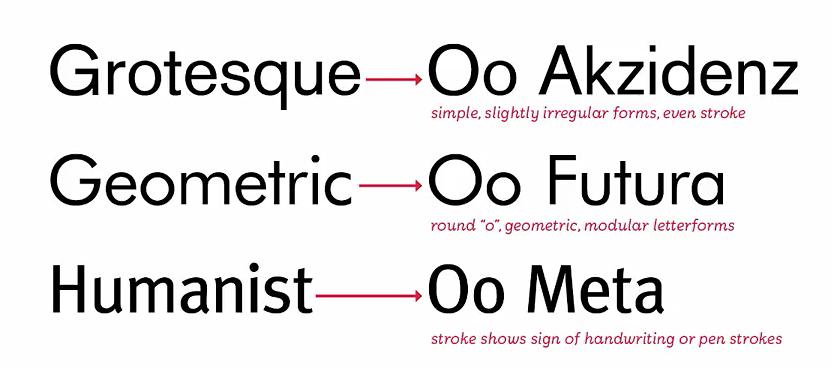 Grotesque Oo Akzidenz
simple, slightly irregular forms, even stroke
Geometric Oo Futura
round "o", geometric, modular letterforms
Humanist Oo Meta
stroke shows sign of handwriting or pen strokes